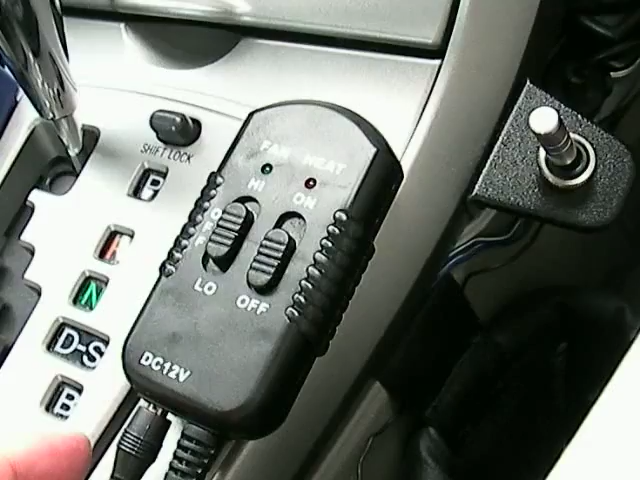 SHIFT LOCK
P
R
N
D-S
B
FAN HEAT
HI ON
OFF
LO OFF
DC12V